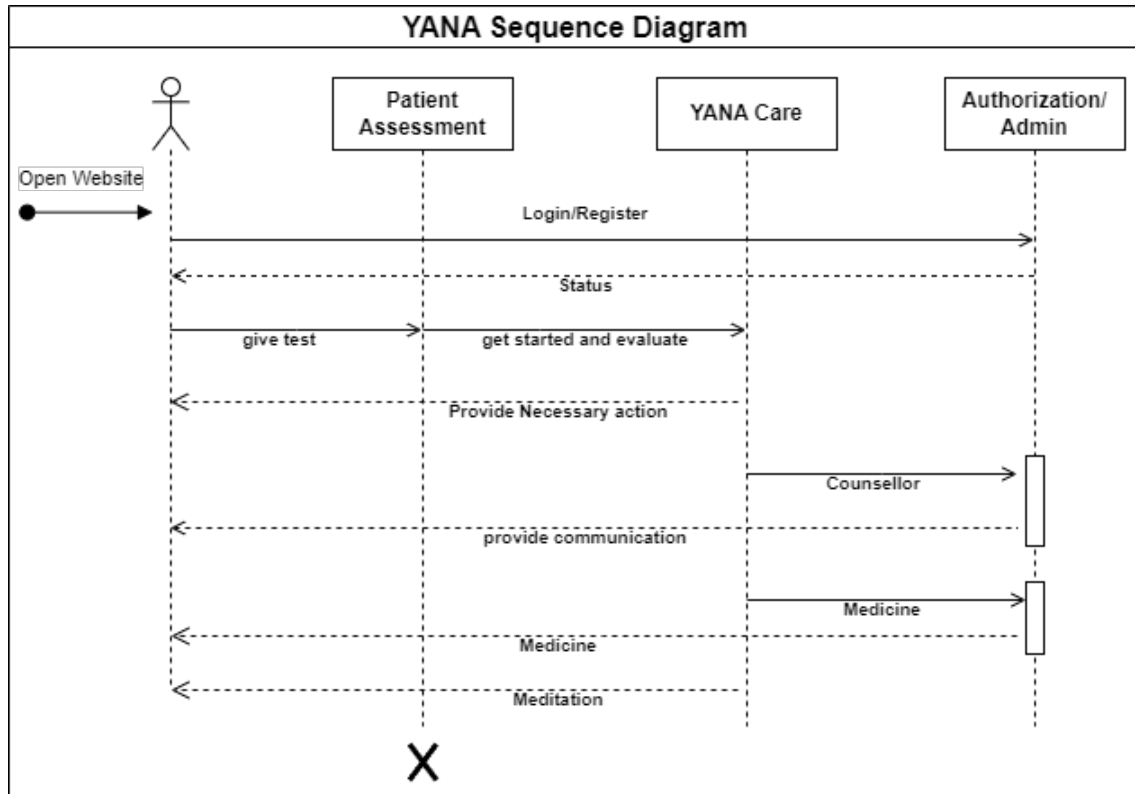 YANA Sequence Diagram
Patient
Assessment
YANA Care
Authorization/
Admin
Open Website
Login/Register
Status
give test
get started and evaluate
Provide Necessary action
Counsellor
provide communication
Medicine
Medicine
Meditation